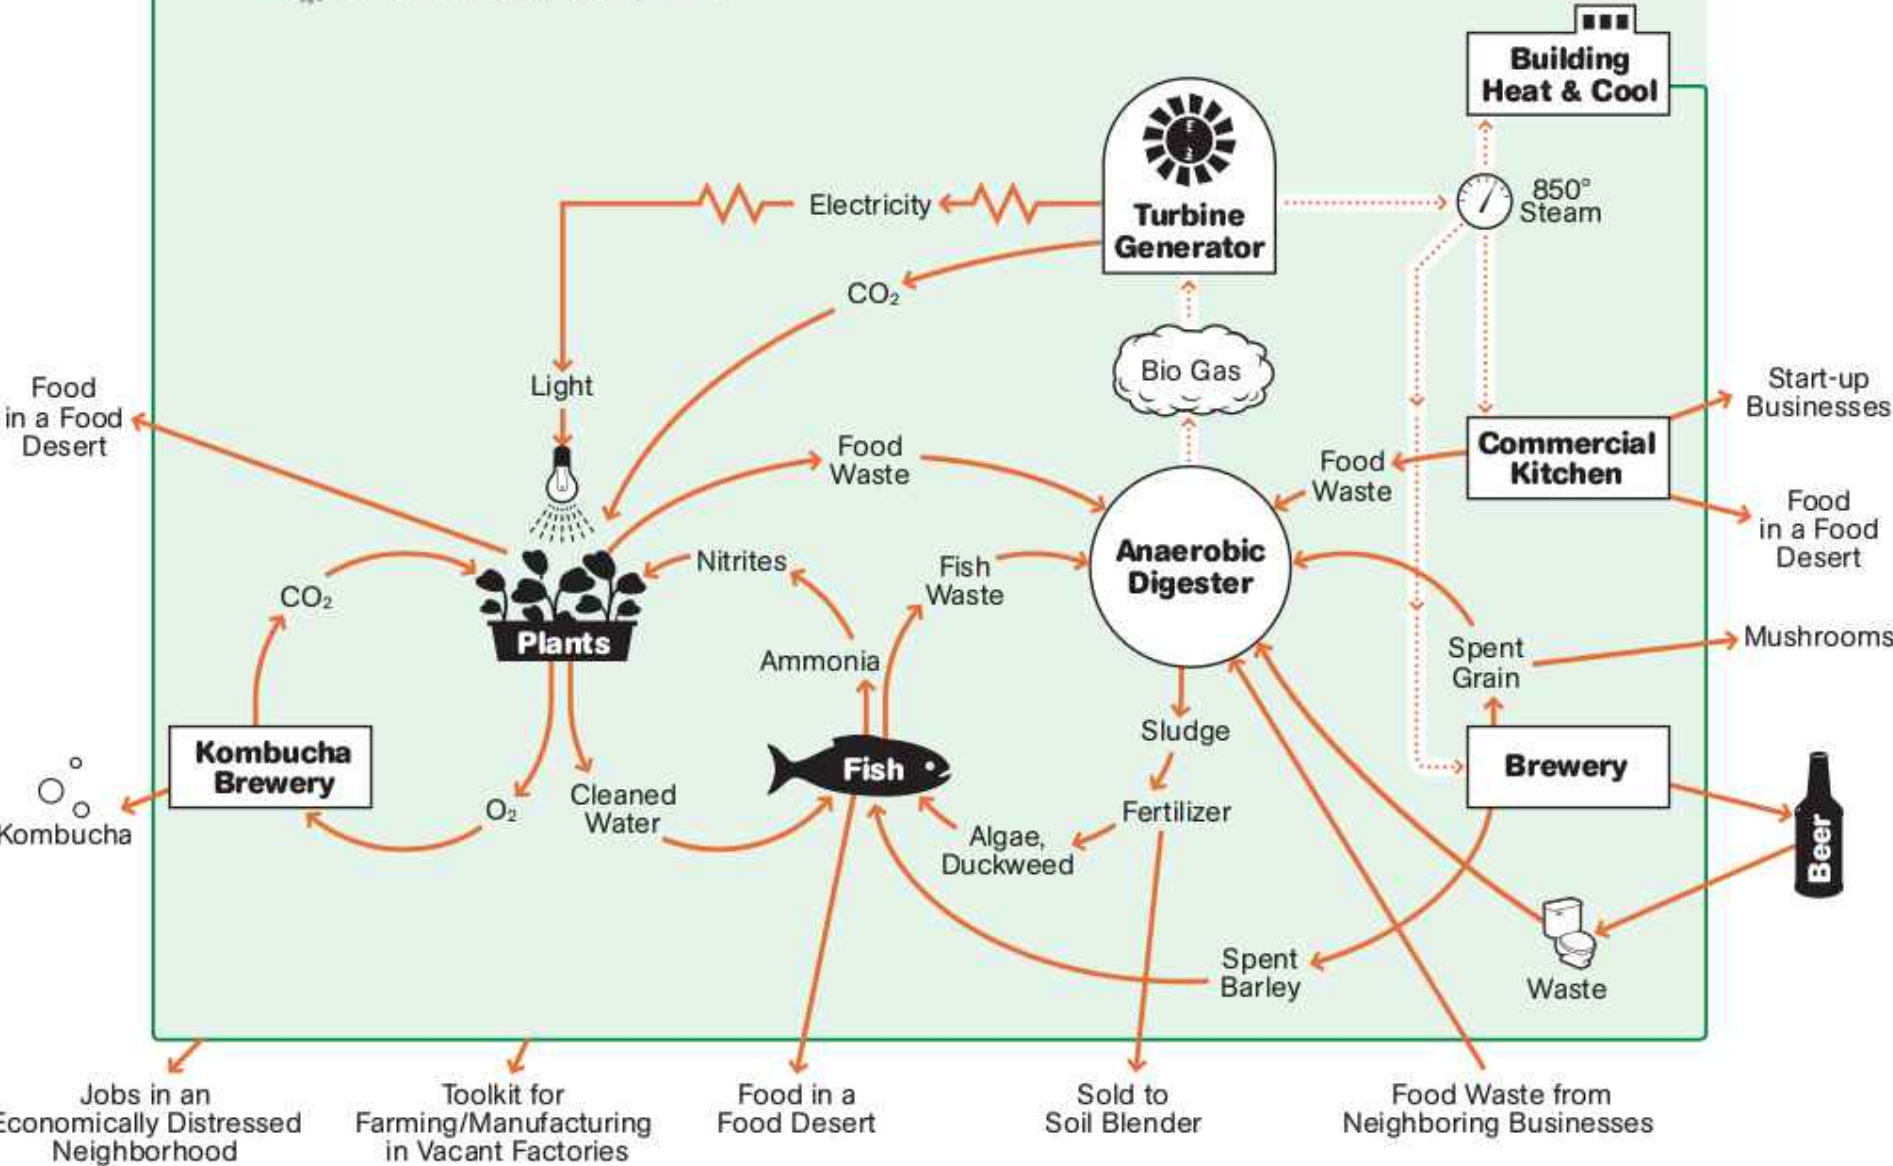 Building
Heat & Cool
850°
Steam
Electricity
Turbine
Generator
CO₂
Bio Gas
Light
Food
in a Food
Desert
Start-up
Businesses
Food
Waste
Food
Waste
Commercial
Kitchen
Food
in a Food
Desert
Anaerobic
Digester
Nitrites
Fish
Waste
CO₂
Plants
Ammonia
Spent
Grain
Mushrooms
Kombucha
Brewery
Sludge
Fish
Brewery
Cleaned
Water
O₂
Fertilizer
Kombucha
Algae,
Duckweed
Beer
Spent
Barley
Waste
Jobs in an
Economically Distressed
Neighborhood
Toolkit for
Farming/Manufacturing
in Vacant Factories
Food in a
Food Desert
Sold to
Soil Blender
Food Waste from
Neighboring Businesses